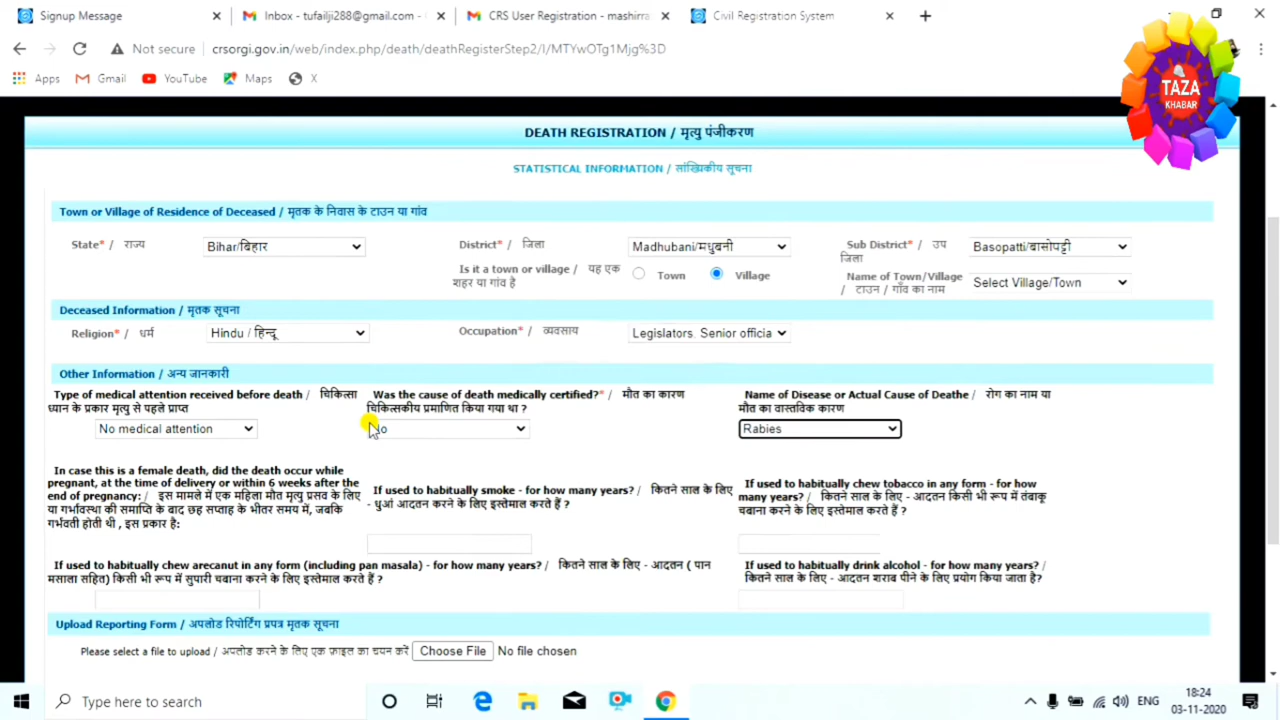 Signup Message
Inbox - tufailji288@gmail.com -
CRS User Registration - mashirra
Civil Registration System
Not secure crsorgi.gov.in/web/index.php/death/deathRegisterStep2/I/MTYwOTg1Mjg%3D
Apps Gmail YouTube Maps X
TAZA
KHABAR
DEATH REGISTRATION / मृत्यु पंजीकरण
STATISTICAL INFORMATION / सांख्यिकीय सूचना
Town or Village of Residence of Deceased / मृतक के निवास के टाउन या गांव
State* / राज्य Bihar/बिहार District* / जिला Madhubani/मधुबनी Sub District* / उप
जिला Basopatti/बासोपट्टी
Is it a town or village / यह एक
शहर या गांव है Town Village
Name of Town/Village
/ टाउन / गाँव का नाम Select Village/Town
Deceased Information / मृतक सूचना
Religion* / धर्म Hindu / हिन्दू Occupation* / व्यवसाय Legislators, Senior officia
Other Information / अन्य जानकारी
Type of medical attention received before death / चिकित्सा
ध्यान के प्रकार मृत्यु से पहले प्राप्त
No medical attention
Was the cause of death medically certified?* / मौत का कारण
चिकित्सकीय प्रमाणित किया गया था ?
Name of Disease or Actual Cause of Deathe / रोग का नाम या
मौत का वास्तविक कारण
Rabies
In case this is a female death, did the death occur while
pregnant, at the time of delivery or within 6 weeks after the
end of pregnancy: / इस मामले में एक महिला मौत मृत्यु प्रसव के लिए
या गर्भावस्था की समाप्ति के बाद छह सप्ताह के भीतर समय में, जबकि
गर्भवती होती थी , इस प्रकार है:
If used to habitually smoke - for how many years? / कितने साल के लिए
- धुआं आदतन करने के लिए इस्तेमाल करते हैं ?
If used to habitually chew tobacco in any form - for how
many years? / कितने साल के लिए - आदतन किसी भी रूप में तंबाकू
चबाना करने के लिए इस्तेमाल करते हैं ?
If used to habitually chew arecanut in any form (including pan masala) - for how many years? / कितने साल के लिए - आदतन ( पान
मसाला सहित) किसी भी रूप में सुपारी चबाना करने के लिए इस्तेमाल करते हैं ?
If used to habitually drink alcohol - for how many years? /
कितने साल के लिए - आदतन शराब पीने के लिए प्रयोग किया जाता है?
Upload Reporting Form / अपलोड रिपोर्टिंग प्रपत्र मृतक सूचना
Please select a file to upload / अपलोड करने के लिए एक फ़ाइल का चयन करें Choose File No file chosen
Type here to search
ENG
18:24
03-11-2020